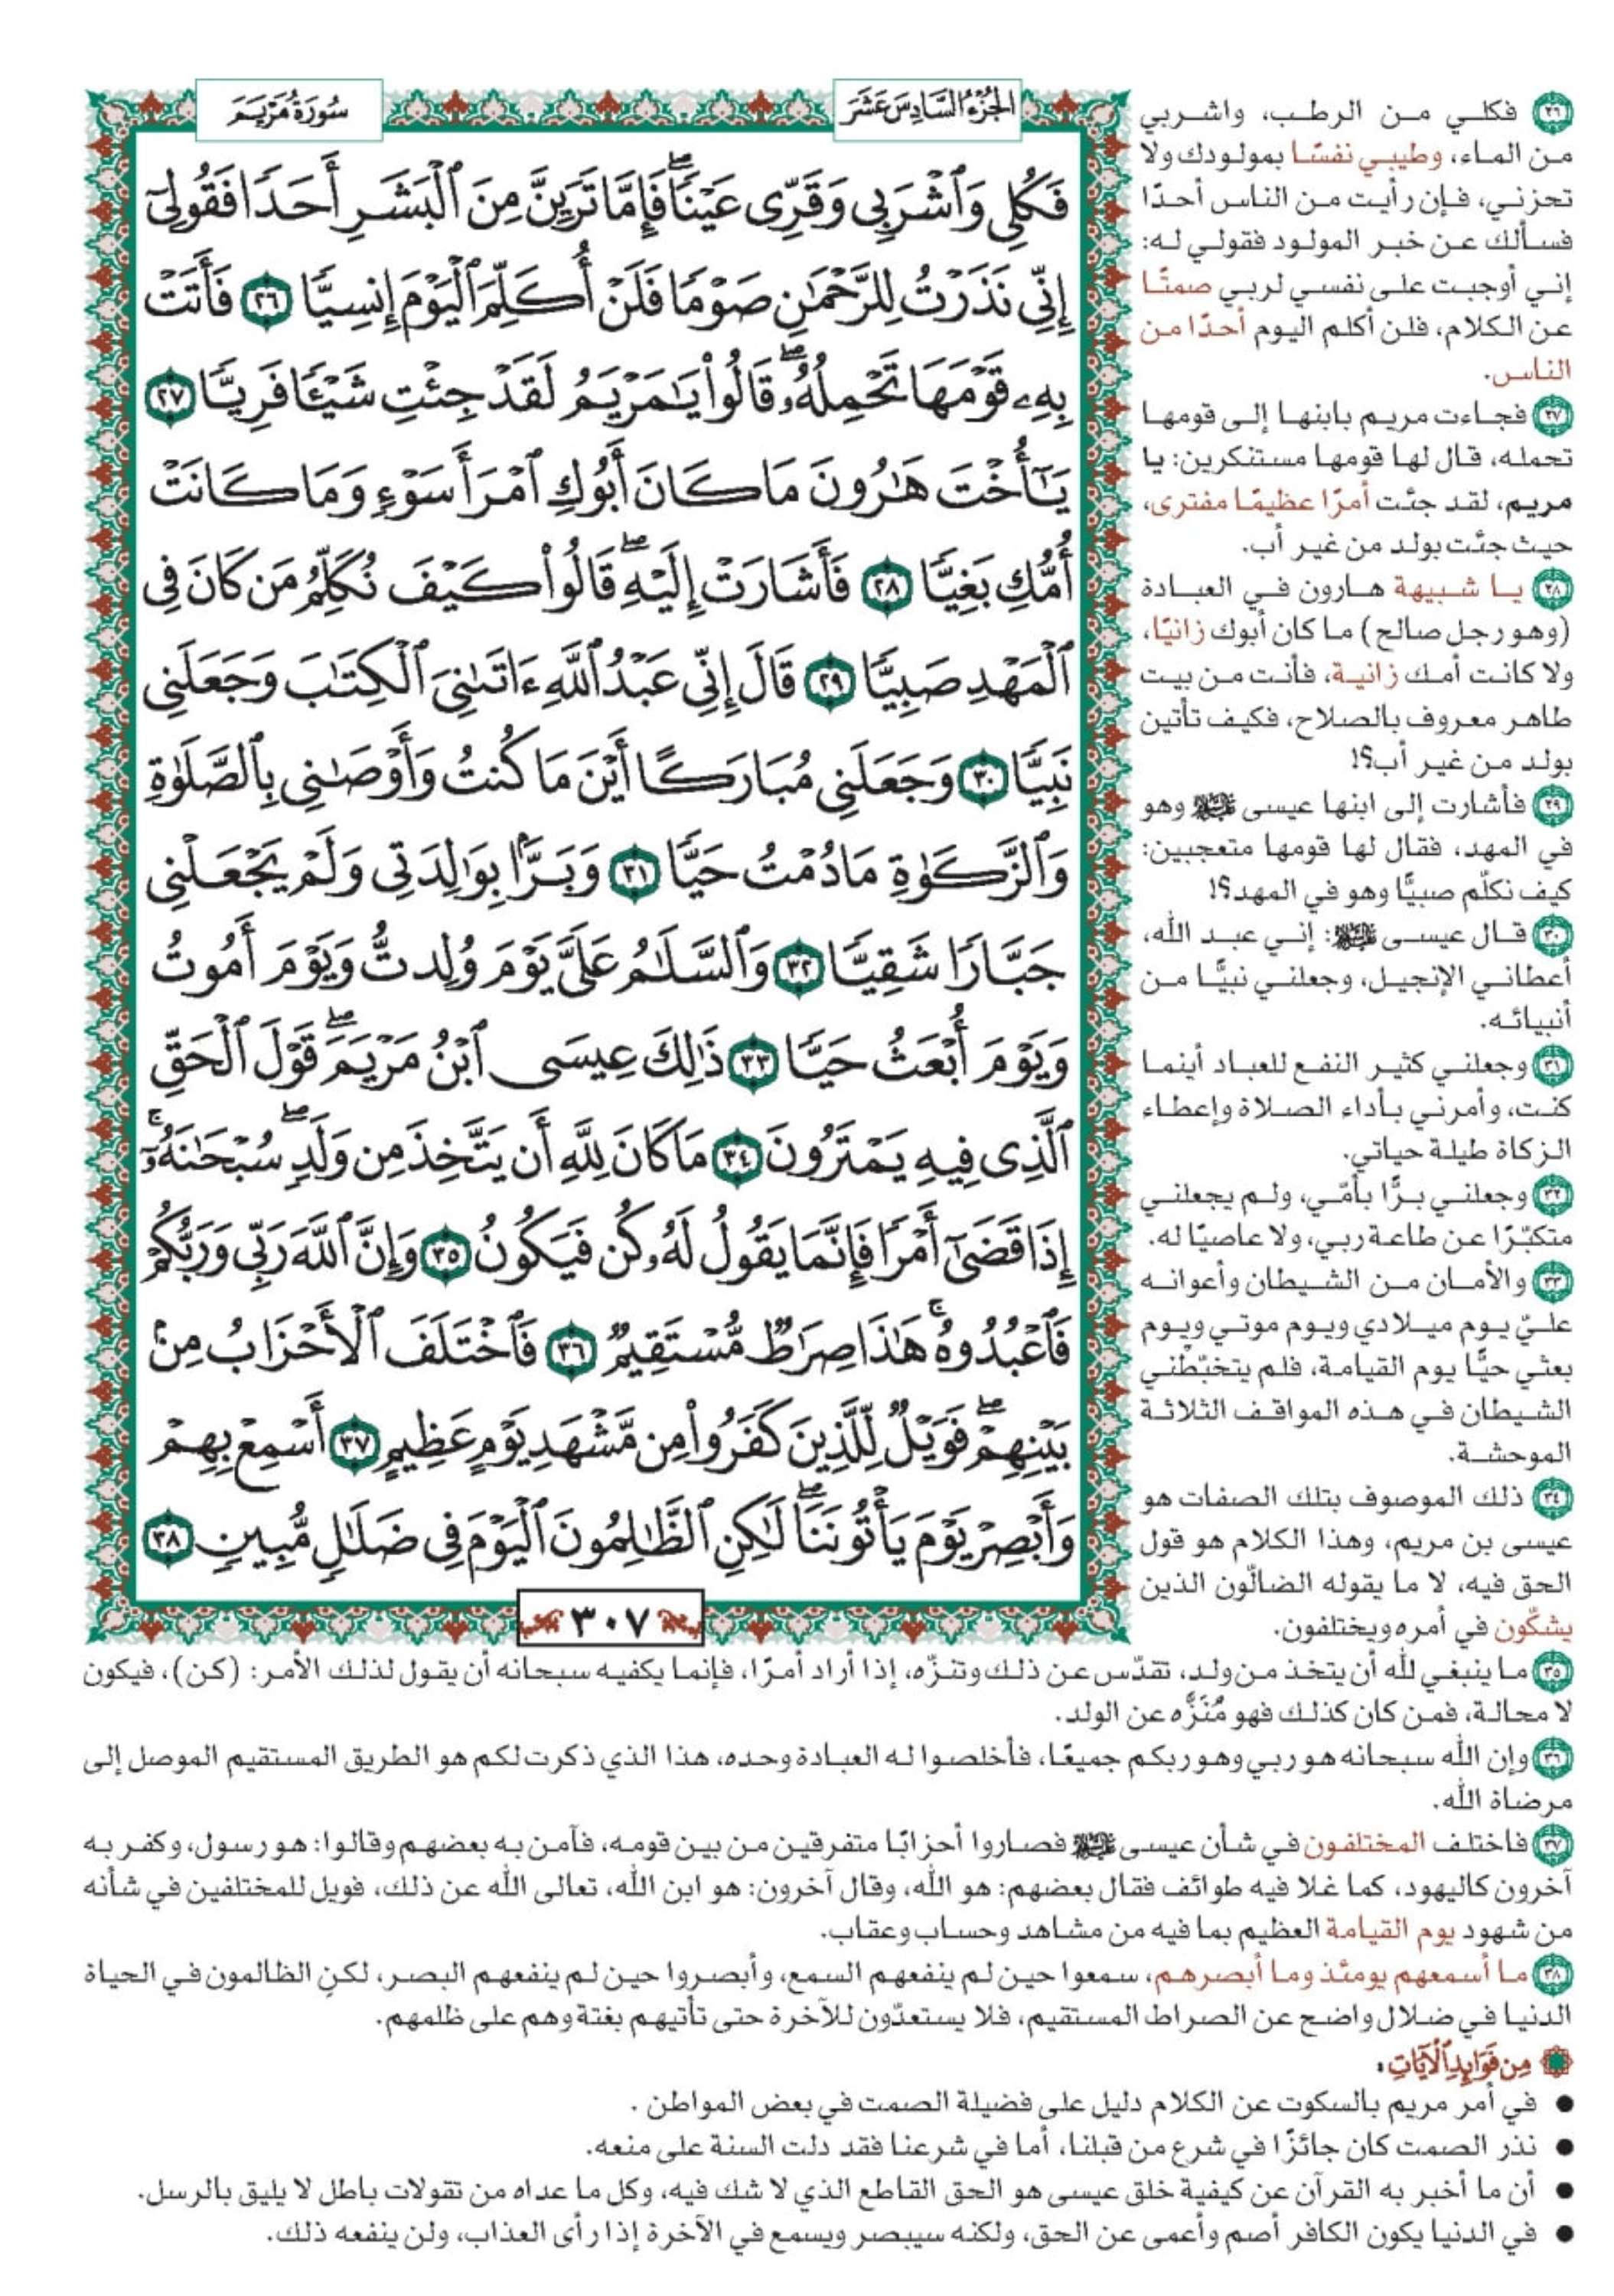 الجزء السادس عشر
سورة مريم
فَكُلِي وَٱشۡرَبِي وَقَرِّي عَيۡنٗاۖ فَإِمَّا تَرَيِنَّ مِنَ ٱلۡبَشَرِ أَحَدٗا فَقُولِيٓ
إِنِّي نَذَرۡتُ لِلرَّحۡمَٰنِ صَوۡمٗا فَلَنۡ أُكَلِّمَ ٱلۡيَوۡمَ إِنسِيّٗا ٢٦ فَأَتَتۡ
بِهِۦ قَوۡمَهَا تَحۡمِلُهُۥۖ قَالُواْ يَٰمَرۡيَمُ لَقَدۡ جِئۡتِ شَيۡـٔٗا فَرِيّٗا ٢٧
يَٰٓأُخۡتَ هَٰرُونَ مَا كَانَ أَبُوكِ ٱمۡرَأَ سَوۡءٖ وَمَا كَانَتۡ
أُمُّكِ بَغِيّٗا ٢٨ فَأَشَارَتۡ إِلَيۡهِۖ قَالُواْ كَيۡفَ نُكَلِّمُ مَن كَانَ فِي
ٱلۡمَهۡدِ صَبِيّٗا ٢٩ قَالَ إِنِّي عَبۡدُ ٱللَّهِ ءَاتَىٰنِيَ ٱلۡكِتَٰبَ وَجَعَلَنِي
نَبِيّٗا ٣٠ وَجَعَلَنِي مُبَارَكًا أَيۡنَ مَا كُنتُ وَأَوۡصَٰنِي بِٱلصَّلَوٰةِ
وَٱلزَّكَوٰةِ مَا دُمۡتُ حَيّٗا ٣١ وَبَرَّۢا بِوَٰلِدَتِي وَلَمۡ يَجۡعَلۡنِي
جَبَّارٗا شَقِيّٗا ٣٢ وَٱلسَّلَٰمُ عَلَيَّ يَوۡمَ وُلِدتُّ وَيَوۡمَ أَمُوتُ
وَيَوۡمَ أُبۡعَثُ حَيّٗا ٣٣ ذَٰلِكَ عِيسَى ٱبۡنُ مَرۡيَمَۖ قَوۡلَ ٱلۡحَقِّ
ٱلَّذِي فِيهِ يَمۡتَرُونَ ٣٤ مَا كَانَ لِلَّهِ أَن يَتَّخِذَ مِن وَلَدٖۖ سُبۡحَٰنَهُۥٓۚ
إِذَا قَضَىٰٓ أَمۡرٗا فَإِنَّمَا يَقُولُ لَهُۥ كُن فَيَكُونُ ٣٥ وَإِنَّ ٱللَّهَ رَبِّي وَرَبُّكُمۡ
فَٱعۡبُدُوهُۚ هَٰذَا صِرَٰطٞ مُّسۡتَقِيمٞ ٣٦ فَٱخۡتَلَفَ ٱلۡأَحۡزَابُ مِنۢ
بَيۡنِهِمۡۖ فَوَيۡلٞ لِّلَّذِينَ كَفَرُواْ مِن مَّشۡهَدِ يَوۡمٍ عَظِيمٍ ٣٧ أَسۡمِعۡ بِهِمۡ
وَأَبۡصِرۡ يَوۡمَ يَأۡتُونَنَاۖ لَٰكِنِ ٱلظَّٰلِمُونَ ٱلۡيَوۡمَ فِي ضَلَٰلٖ مُّبِينٖ ٣٨
٣٠٧
٢٦ فكلي من الرطب، واشربي
من الماء، وطيبي نفسًا بمولودك ولا
تحزني، فإن رأيت من الناس أحدًا
فسألك عن خبر المولود فقولي له:
إني أوجبت على نفسي لربي صمتًا
عن الكلام، فلن أكلم اليوم أحدًا من
الناس.
٢٧ فجاءت مريم بابنها إلى قومها
تحمله، قال لها قومها مستنكرين: يا
مريم، لقد جئت أمرًا عظيمًا مفترى،
حيث جئت بولد من غير أب.
٢٨ يا شبيهة هارون في العبادة
(وهو رجل صالح) ما كان أبوك زانيًا،
ولا كانت أمك زانية، فأنت من بيت
طاهر معروف بالصلاح، فكيف تأتين
بولد من غير أب؟!
٢٩ فأشارت إلى ابنها عيسى عليه السلام وهو
في المهد، فقال لها قومها متعجبين:
كيف نكلّم صبيًّا وهو في المهد؟!
٣٠ قال عيسى عليه السلام: إني عبد الله،
أعطاني الإنجيل، وجعلني نبيًّا من
أنبيائه.
٣١ وجعلني كثير النفع للعباد أينما
كنت، وأمرني بأداء الصلاة وإعطاء
الزكاة طيلة حياتي.
٣٢ وجعلني برًّا بأمّي، ولم يجعلني
متكبّرًا عن طاعة ربي، ولا عاصيًا له.
٣٣ والأمان من الشيطان وأعوانه
عليّ يوم ميلادي ويوم موتي ويوم
بعثي حيًّا يوم القيامة، فلم يتخبّطني
الشيطان في هذه المواقف الثلاثة
الموحشة.
٣٤ ذلك الموصوف بتلك الصفات هو
عيسى بن مريم، وهذا الكلام هو قول
الحق فيه، لا ما يقوله الضالّون الذين
يشكّون في أمره ويختلفون.
٣٥ ما ينبغي لله أن يتخذ من ولد، تقدّس عن ذلك وتنزّه، إذا أراد أمرًا، فإنما يكفيه سبحانه أن يقول لذلك الأمر: (كن)، فيكون
لا محالة، فمن كان كذلك فهو مُنَزَّه عن الولد.
٣٦ وإن الله سبحانه هو ربي وهو ربكم جميعًا، فأخلصوا له العبادة وحده، هذا الذي ذكرت لكم هو الطريق المستقيم الموصل إلى
مرضاة الله.
٣٧ فاختلف المختلفون في شأن عيسى عليه السلام فصاروا أحزابًا متفرقين من بين قومه، فآمن به بعضهم وقالوا: هو رسول، وكفر به
آخرون كاليهود، كما غلا فيه طوائف فقال بعضهم: هو الله، وقال آخرون: هو ابن الله، تعالى الله عن ذلك، فويل للمختلفين في شأنه
من شهود يوم القيامة العظيم بما فيه من مشاهد وحساب وعقاب.
٣٨ ما أسمعهم يومئذ وما أبصرهم، سمعوا حين لم ينفعهم السمع، وأبصروا حين لم ينفعهم البصر، لكنِ الظالمون في الحياة
الدنيا في ضلال واضح عن الصراط المستقيم، فلا يستعدّون للآخرة حتى تأتيهم بغتة وهم على ظلمهم.
من فوائد الآيات:
● في أمر مريم بالسكوت عن الكلام دليل على فضيلة الصمت في بعض المواطن .
● نذر الصمت كان جائزًا في شرع من قبلنا، أما في شرعنا فقد دلت السنة على منعه.
● أن ما أخبر به القرآن عن كيفية خلق عيسى هو الحق القاطع الذي لا شك فيه، وكل ما عداه من تقولات باطل لا يليق بالرسل.
● في الدنيا يكون الكافر أصم وأعمى عن الحق، ولكنه سيبصر ويسمع في الآخرة إذا رأى العذاب، ولن ينفعه ذلك.